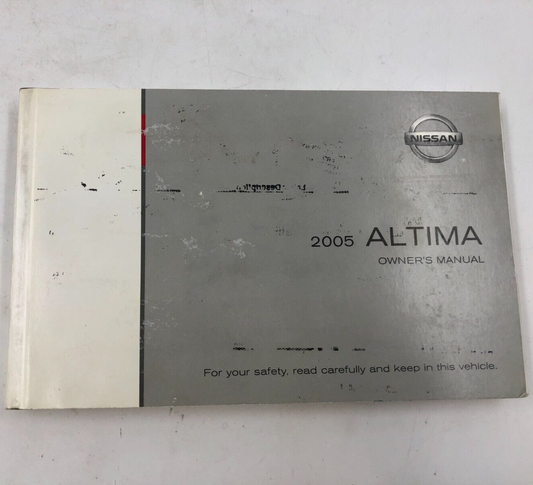 NISSAN
2005 ALTIMA
OWNER'S MANUAL
For your safety, read carefully and keep in this vehicle.